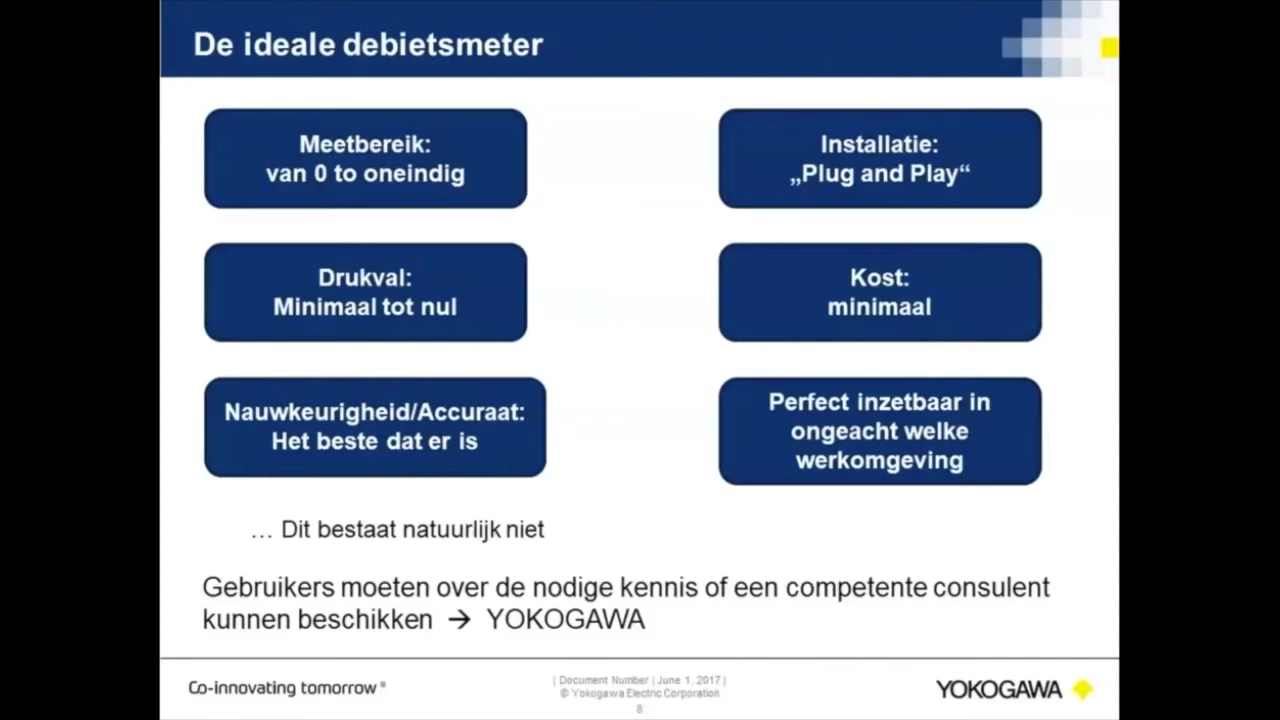 De ideale debietsmeter
Meetbereik:
van 0 to oneindig
Installatie:
„Plug and Play“
Drukval:
Minimaal tot nul
Kost:
minimaal
Nauwkeurigheid/Accuraat:
Het beste dat er is
Perfect inzetbaar in
ongeacht welke
werkomgeving
... Dit bestaat natuurlijk niet
Gebruikers moeten over de nodige kennis of een competente consulent
kunnen beschikken → YOKOGAWA
Co-innovating tomorrow®
| Document Number | June 1, 2017 |
© Yokogawa Electric Corporation
8
YOKOGAWA